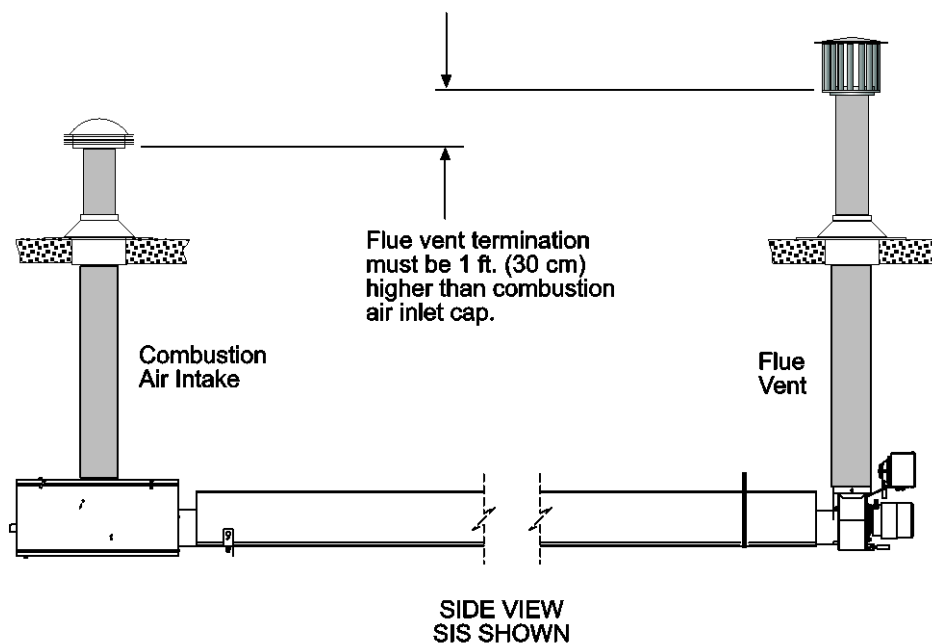 Flue vent termination
must be 1 ft. (30 cm)
higher than combustion
air inlet cap.
Combustion
Air Intake
Flue
Vent
SIDE VIEW
SIS SHOWN